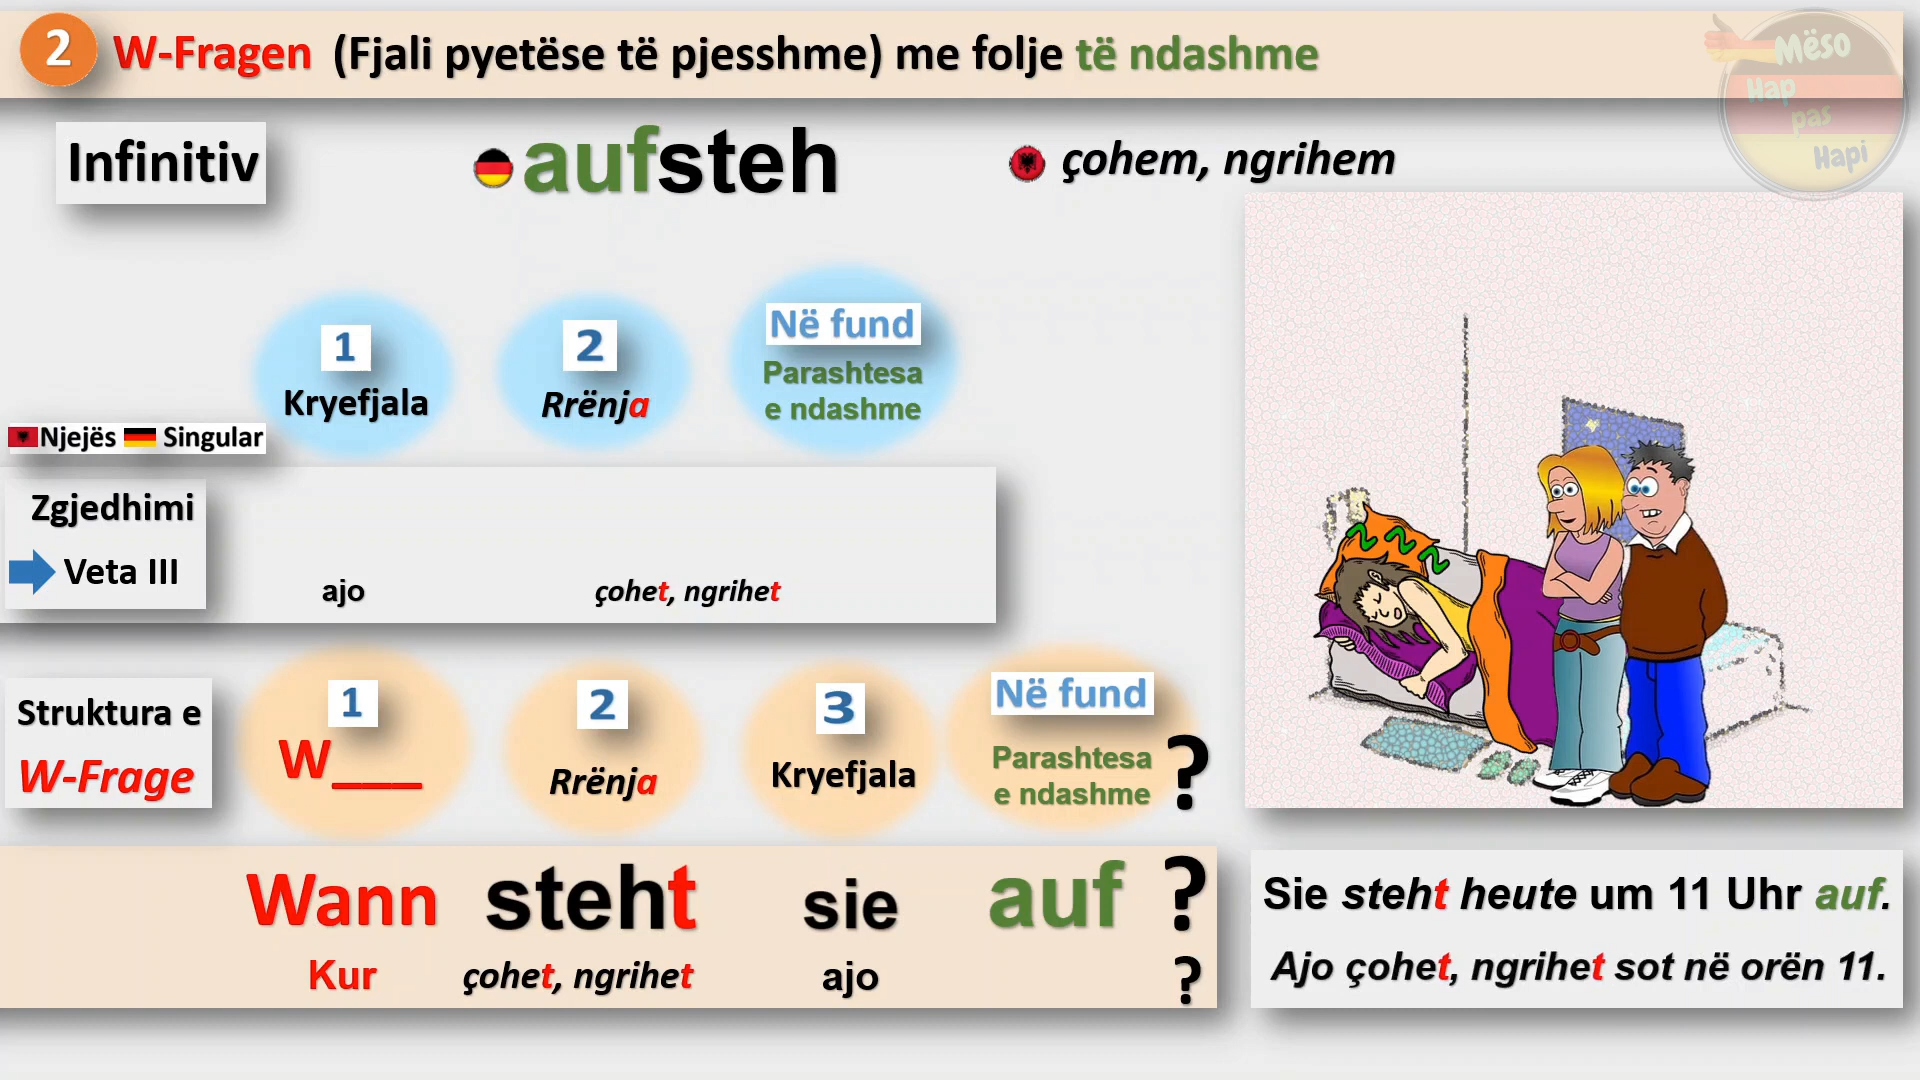 2 W-Fragen (Fjali pyetëse të pjesshme) me folje të ndashme
Mëso
Hap
pas
Hapi
Infinitiv
aufsteh
çohem, ngrihem
1
Kryefjala
2
Rrënja
Në fund
Parashtesa
e ndashme
Njejës Singular
Zgjedhimi
Veta III
ajo
çohet, ngrihet
Struktura e
W-Frage
1
W___
2
Rrënja
3
Kryefjala
Në fund
Parashtesa
e ndashme
?
Wann steht sie auf ?
Kur çohet, ngrihet ajo ?
Sie steht heute um 11 Uhr auf.
Ajo çohet, ngrihet sot në orën 11.